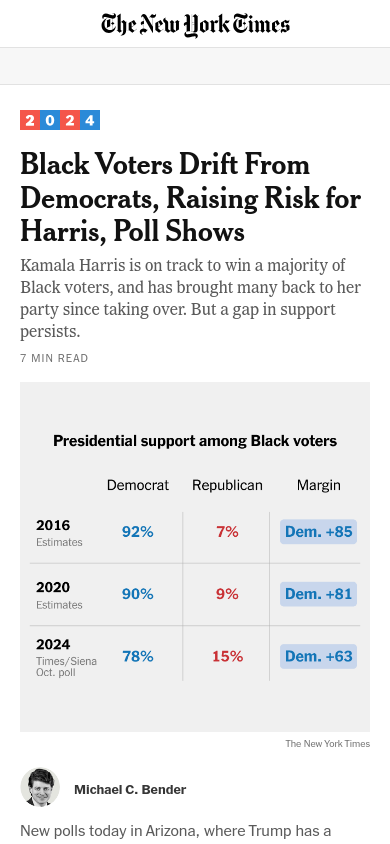 The New York Times
2024
Black Voters Drift From
Democrats, Raising Risk for
Harris, Poll Shows
Kamala Harris is on track to win a majority of
Black voters, and has brought many back to her
party since taking over. But a gap in support
persists.
7 MIN READ
Presidential support among Black voters
Democrat Republican Margin
2016 92% 7% Dem. +85
Estimates
2020 90% 9% Dem. +81
Estimates
2024 78% 15% Dem. +63
Times/Siena
Oct. poll
The New York Times
Michael C. Bender
New polls today in Arizona, where Trump has a